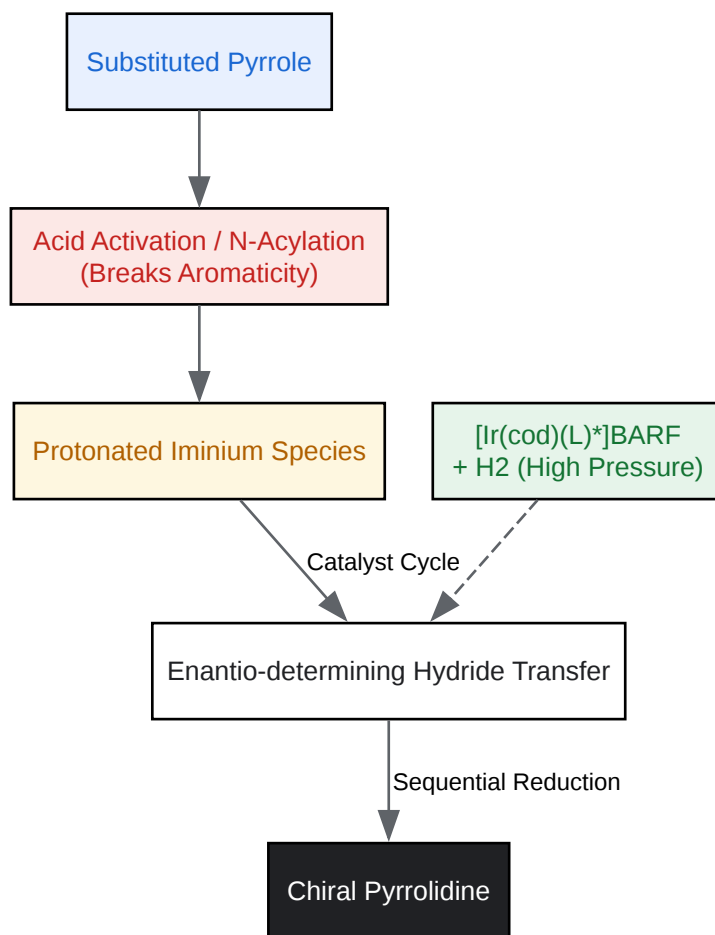 Substituted Pyrrole
Acid Activation / N-Acylation
(Breaks Aromaticity)
Protonated Iminium Species
[Ir(cod)(L)*]BARF
+ H2 (High Pressure)
Catalyst Cycle
Enantio-determining Hydride Transfer
Sequential Reduction
Chiral Pyrrolidine